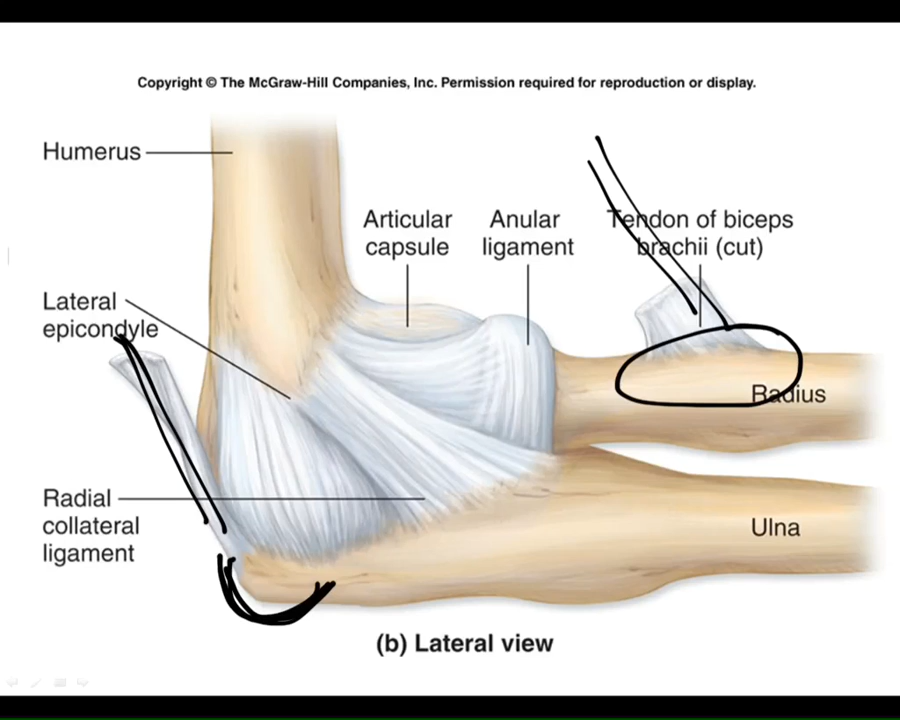 Copyright © The McGraw-Hill Companies, Inc. Permission required for reproduction or display.
Humerus
Articular
capsule
Anular
ligament
Tendon of biceps
brachii (cut)
Lateral
epicondyle
Radius
Radial
collateral
ligament
Ulna
(b) Lateral view